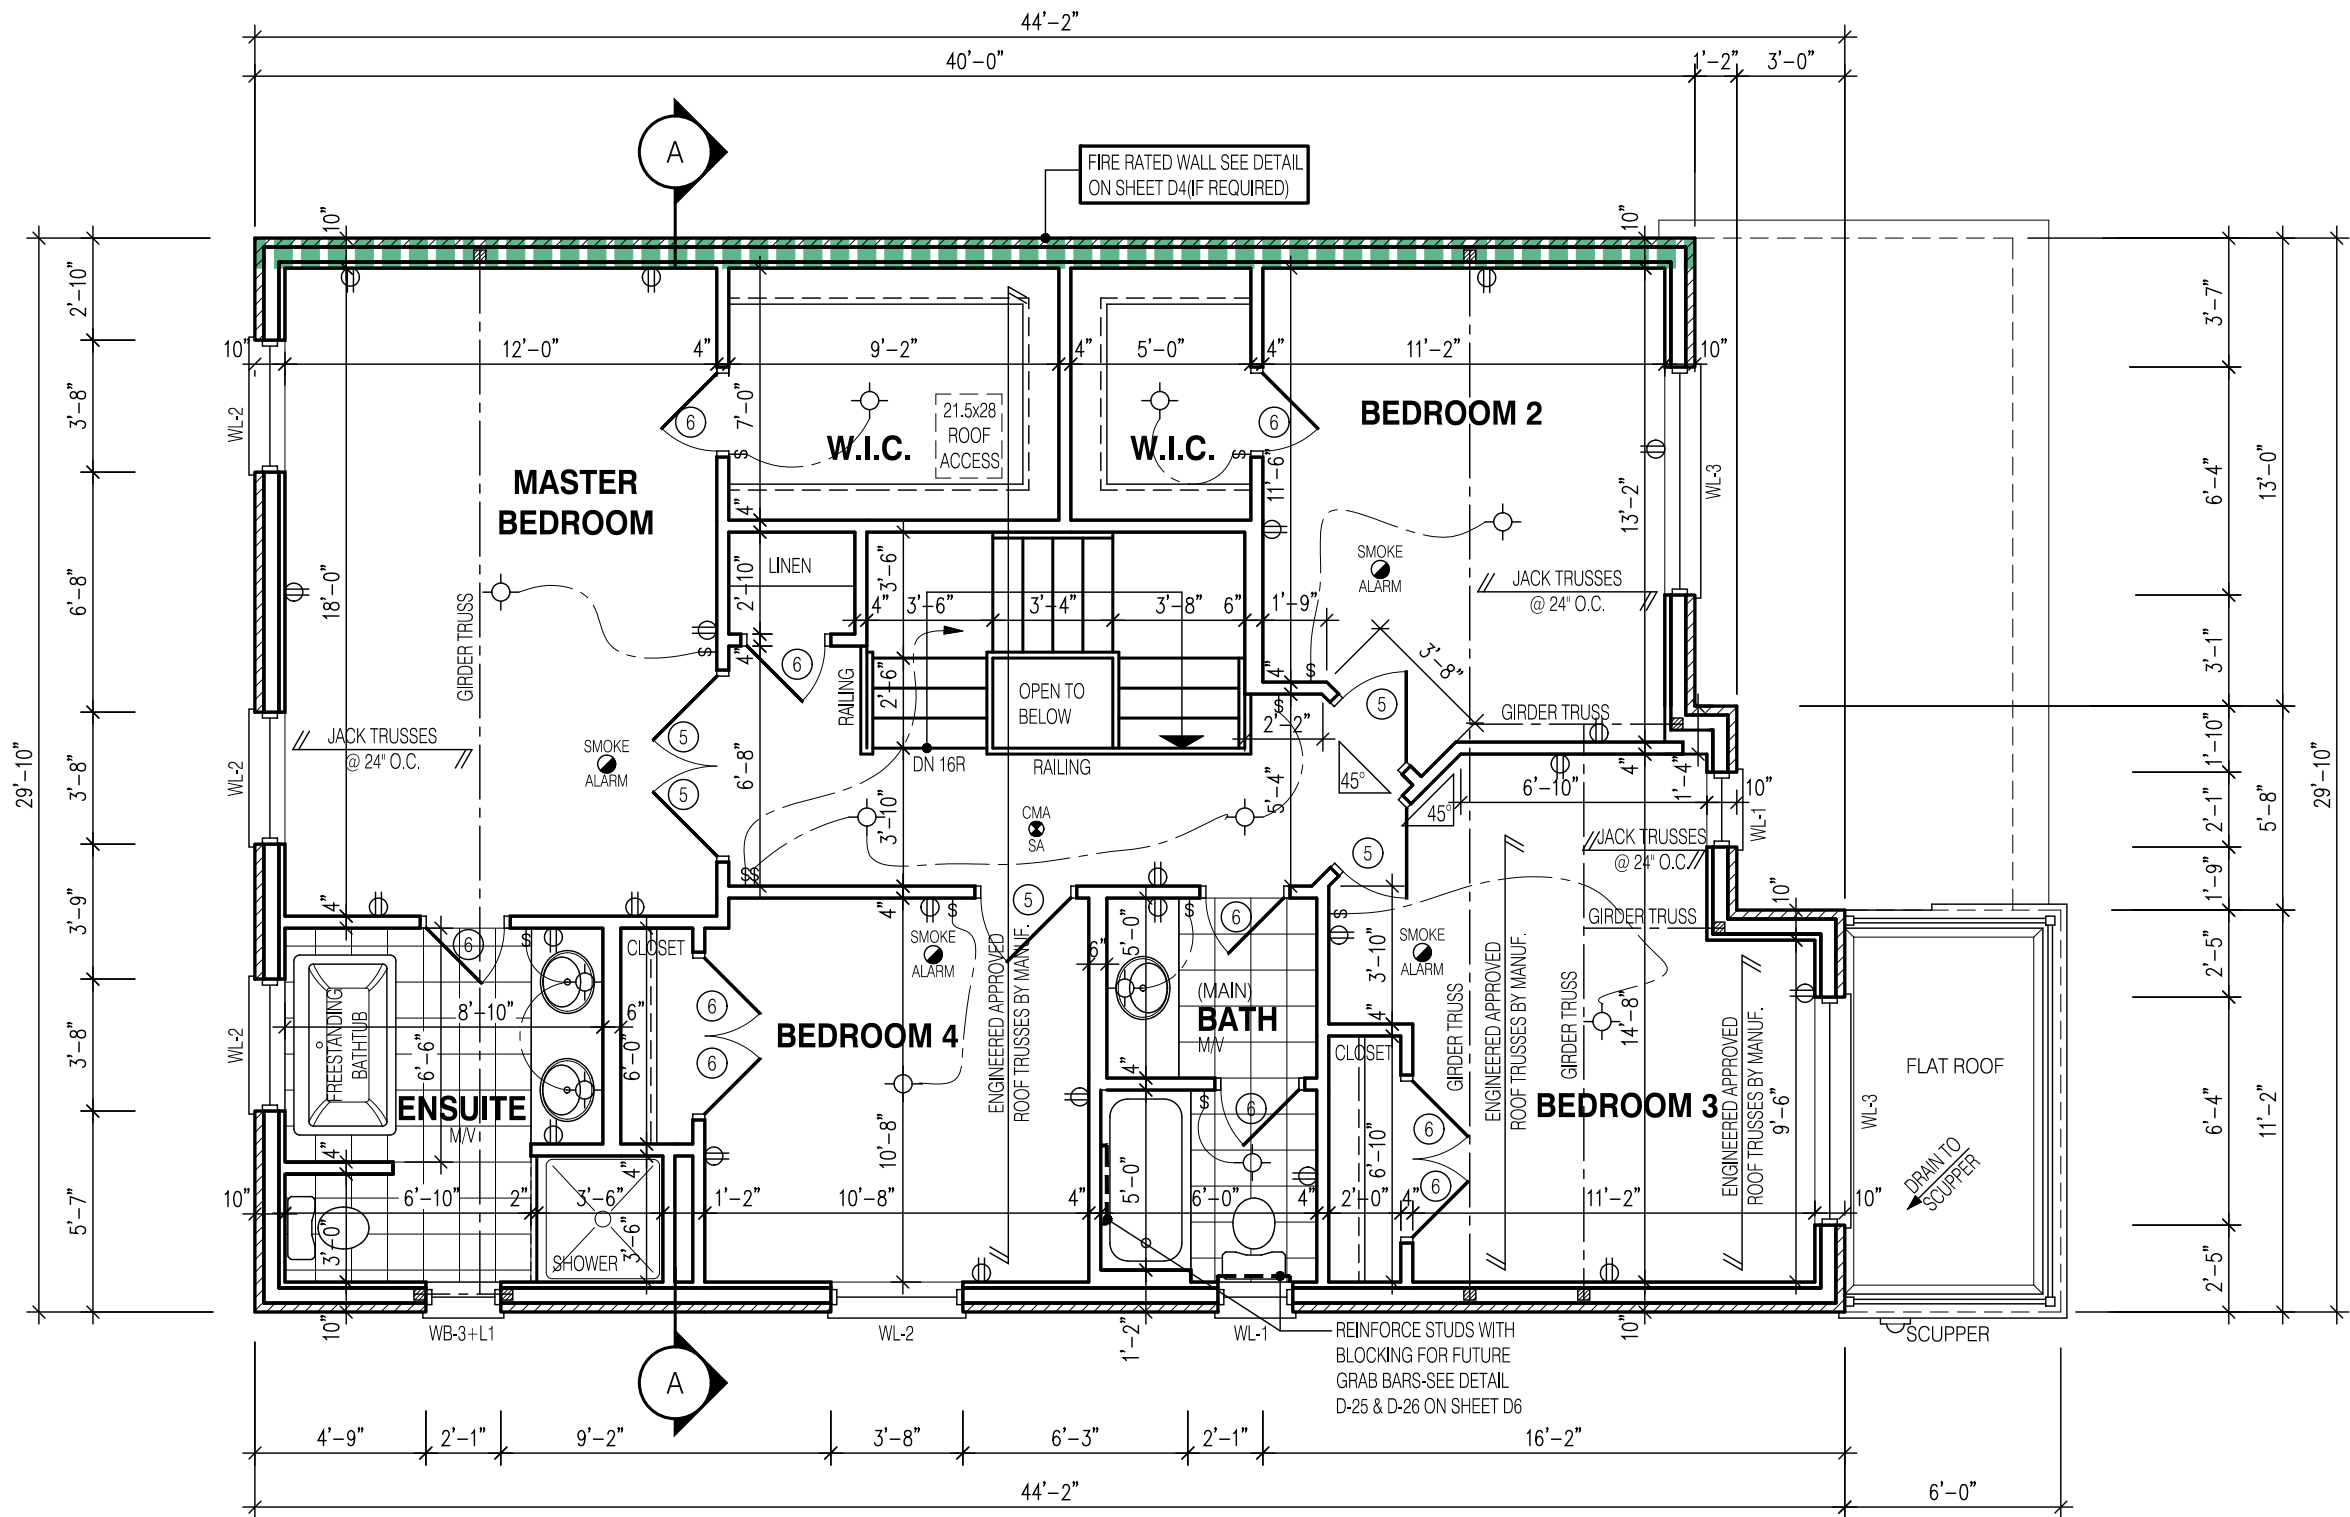 44'-2"
40'-0"
1'-2"
3'-0"
A
FIRE RATED WALL SEE DETAIL
ON SHEET D4(IF REQUIRED)
10"
10"
2'-10"
3'-8"
6'-8"
3'-8"
3'-9"
3'-8"
5'-7"
29'-10"
3'-7"
6'-4"
3'-1"
1'-10"
2'-1"
1'-9"
2'-5"
6'-4"
2'-5"
13'-0"
5'-8"
11'-2"
29'-10"
10"
12'-0"
4"
9'-2"
4"
5'-0"
4"
11'-2"
10"
WL-2
6
7'-0"
S
21.5x28
ROOF
ACCESS
W.I.C.
W.I.C.
S
6
11'-6"
BEDROOM 2
WL-3
13'-2"
MASTER
BEDROOM
4"
LINEN
2'-10"
3'-6"
SMOKE
ALARM
JACK TRUSSES
@ 24" O.C.
18'-0"
GIRDER TRUSS
4"
3'-6"
3'-4"
3'-8"
6"
1'-9"
S
4"
6
RAILING
2'-6"
OPEN TO
BELOW
4"
S
S
3'-8"
5
2'-2"
GIRDER TRUSS
JACK TRUSSES
@ 24" O.C.
WL-2
SMOKE
ALARM
5
5
6'-8"
DN 16R
RAILING
45°
45°
5'-4"
4"
6'-10"
1'-4"
10"
WL-1
3'-10"
CMA
SA
JACK TRUSSES
@ 24" O.C.
5
SS
4"
4"
S
5
S
6
S
10"
GIRDER TRUSS
6
S
CLOSET
SMOKE
ALARM
6"
5'-0"
3'-10"
SMOKE
ALARM
WL-2
FREESTANDING
BATHTUB
8'-10"
6"
6'-6"
6'-0"
6
6
BEDROOM 4
ENGINEERED APPROVED
ROOF TRUSSES BY MANUF.
(MAIN)
BATH
M/V
4"
4"
CLOSET
GIRDER TRUSS
ENGINEERED APPROVED
ROOF TRUSSES BY MANUF.
GIRDER TRUSS
14'-8"
ENGINEERED APPROVED
ROOF TRUSSES BY MANUF.
FLAT ROOF
ENSUITE
M/V
S
6
BEDROOM 3
9'-6"
WL-3
6
6
4"
4"
10'-8"
5'-0"
6'-10"
DRAIN TO
SCUPPER
10"
6'-10"
2"
3'-6"
1'-2"
10'-8"
4"
6'-0"
4"
2'-0"
4"
11'-2"
10"
3'-0"
3'-6"
SHOWER
10"
WB-3+L1
WL-2
1'-2"
WL-1
10"
SCUPPER
REINFORCE STUDS WITH
BLOCKING FOR FUTURE
GRAB BARS-SEE DETAIL
D-25 & D-26 ON SHEET D6
A
4'-9"
2'-1"
9'-2"
3'-8"
6'-3"
2'-1"
16'-2"
44'-2"
6'-0"